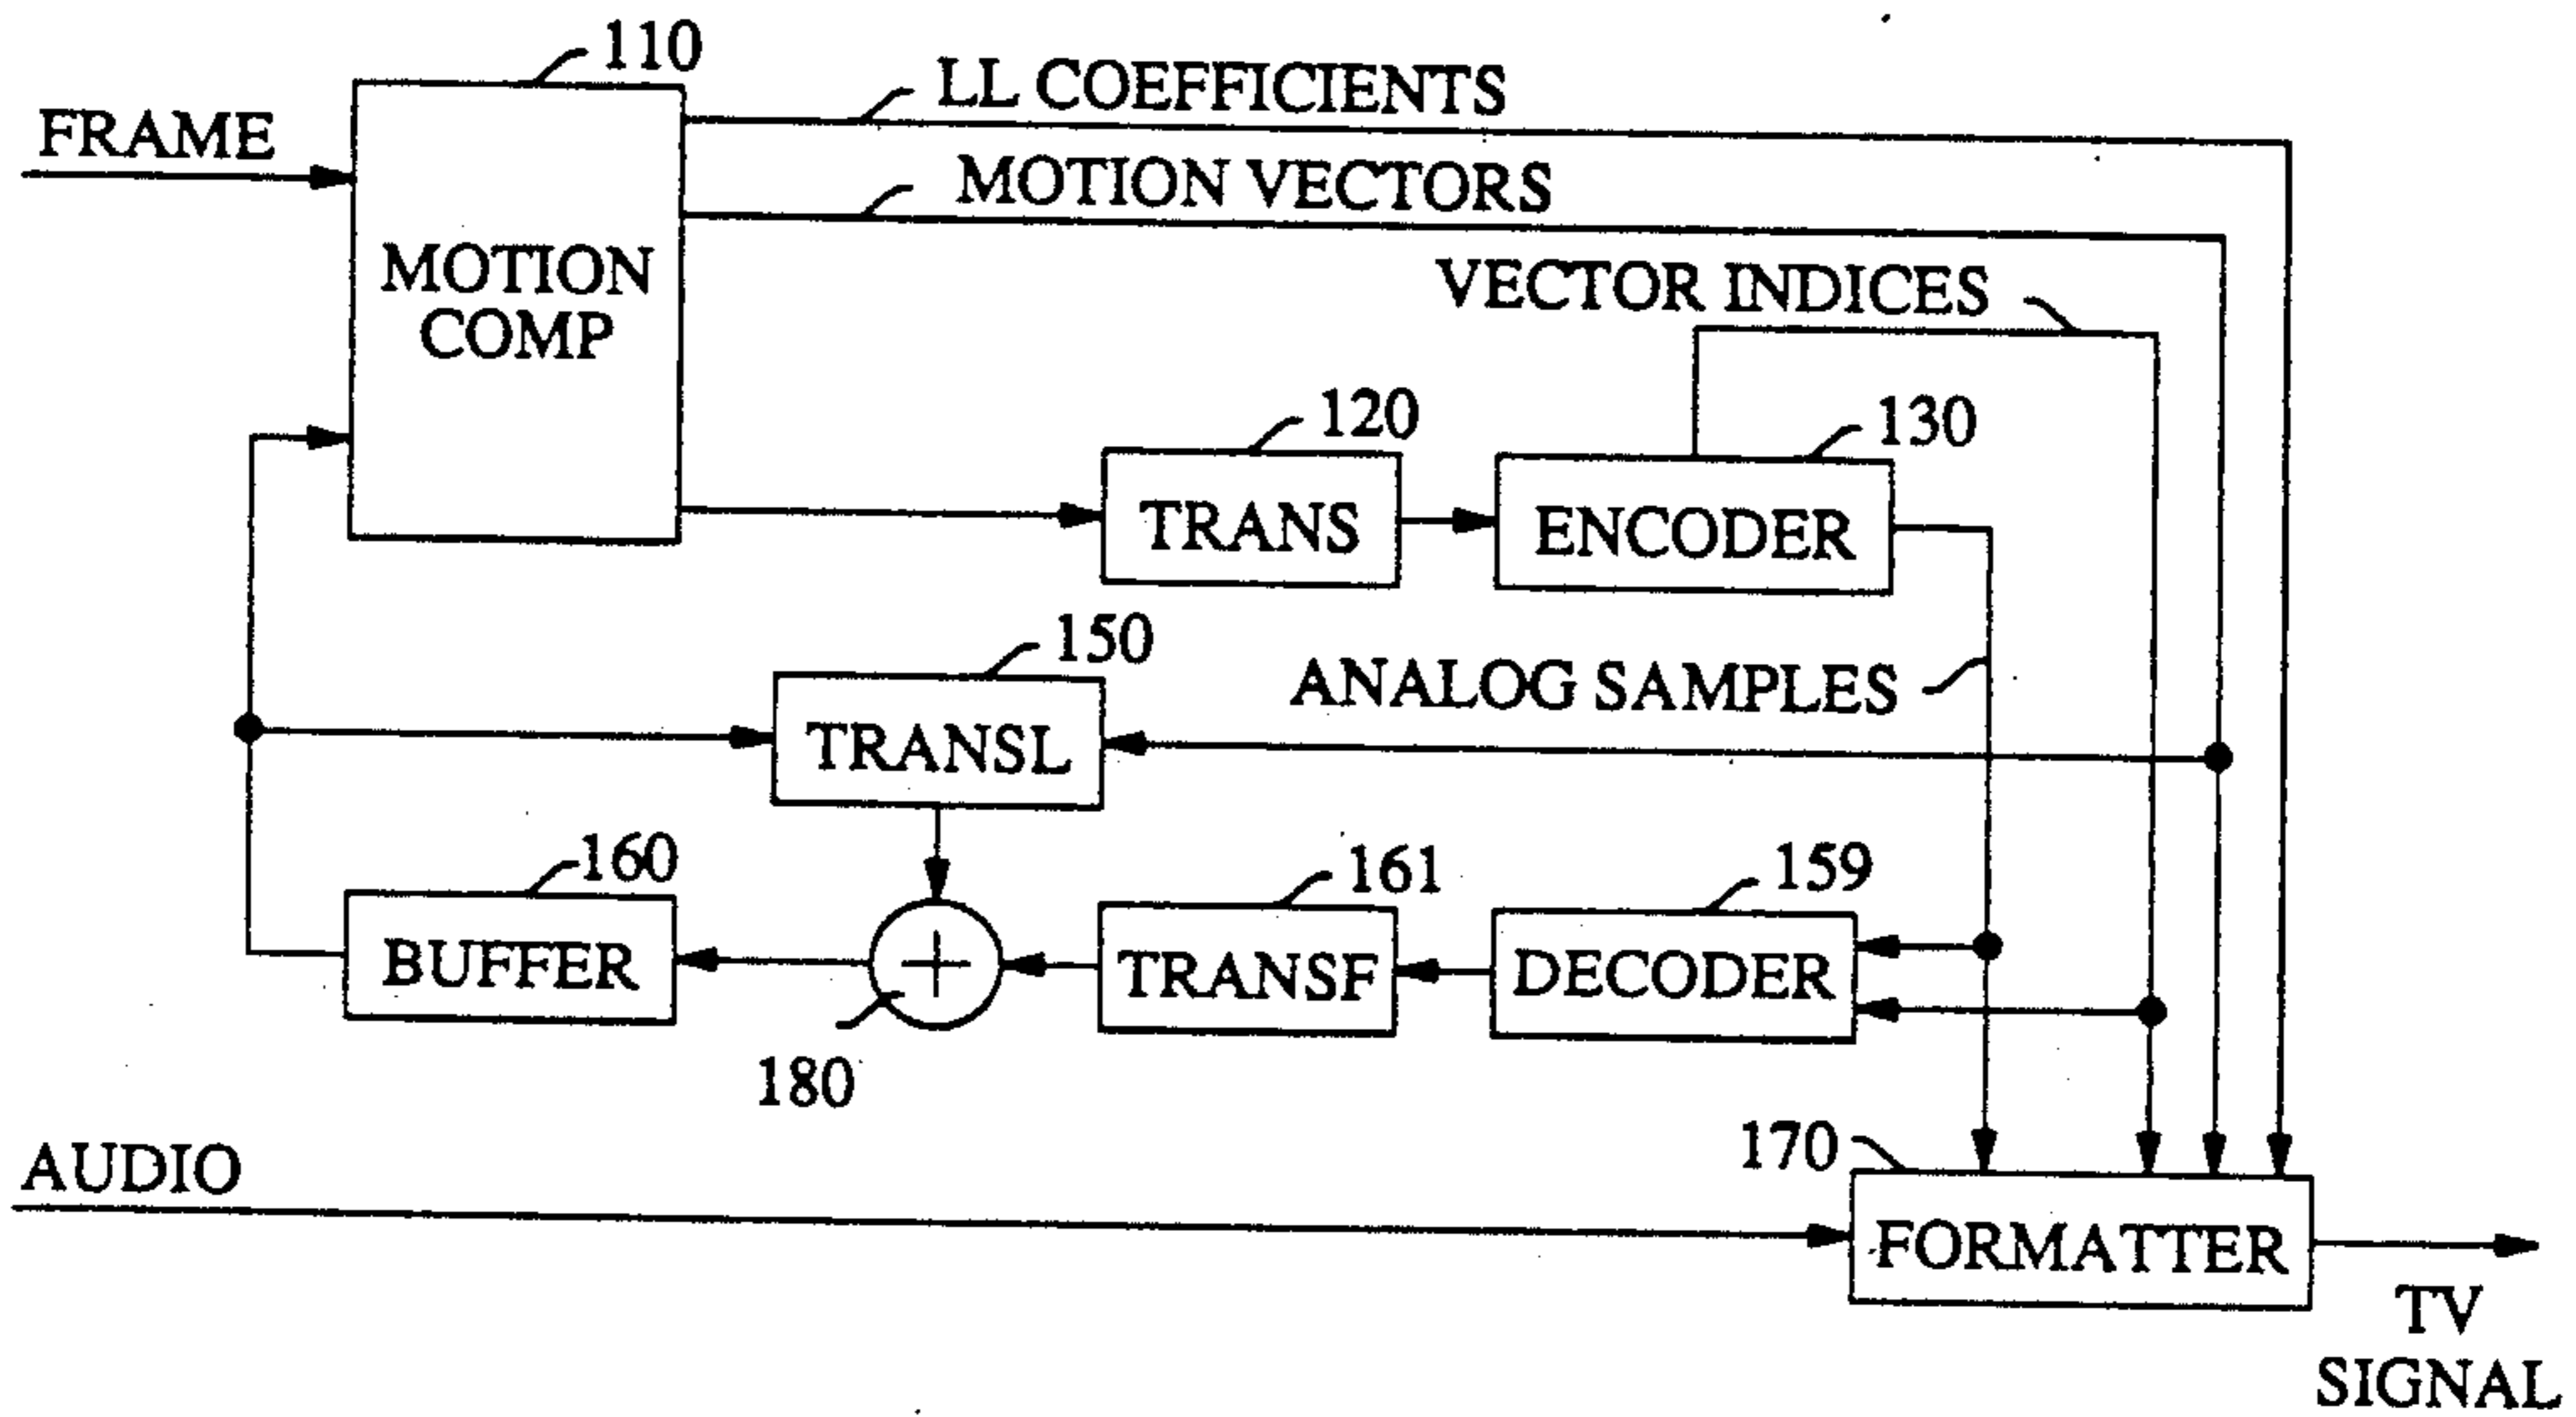 110
LL COEFFICIENTS
FRAME
MOTION VECTORS
MOTION
COMP
VECTOR INDICES
120
130
TRANS
ENCODER
150
ANALOG SAMPLES
TRANSL
160
161
159
BUFFER
+
TRANSF
DECODER
180
AUDIO
170
FORMATTER
TV
SIGNAL